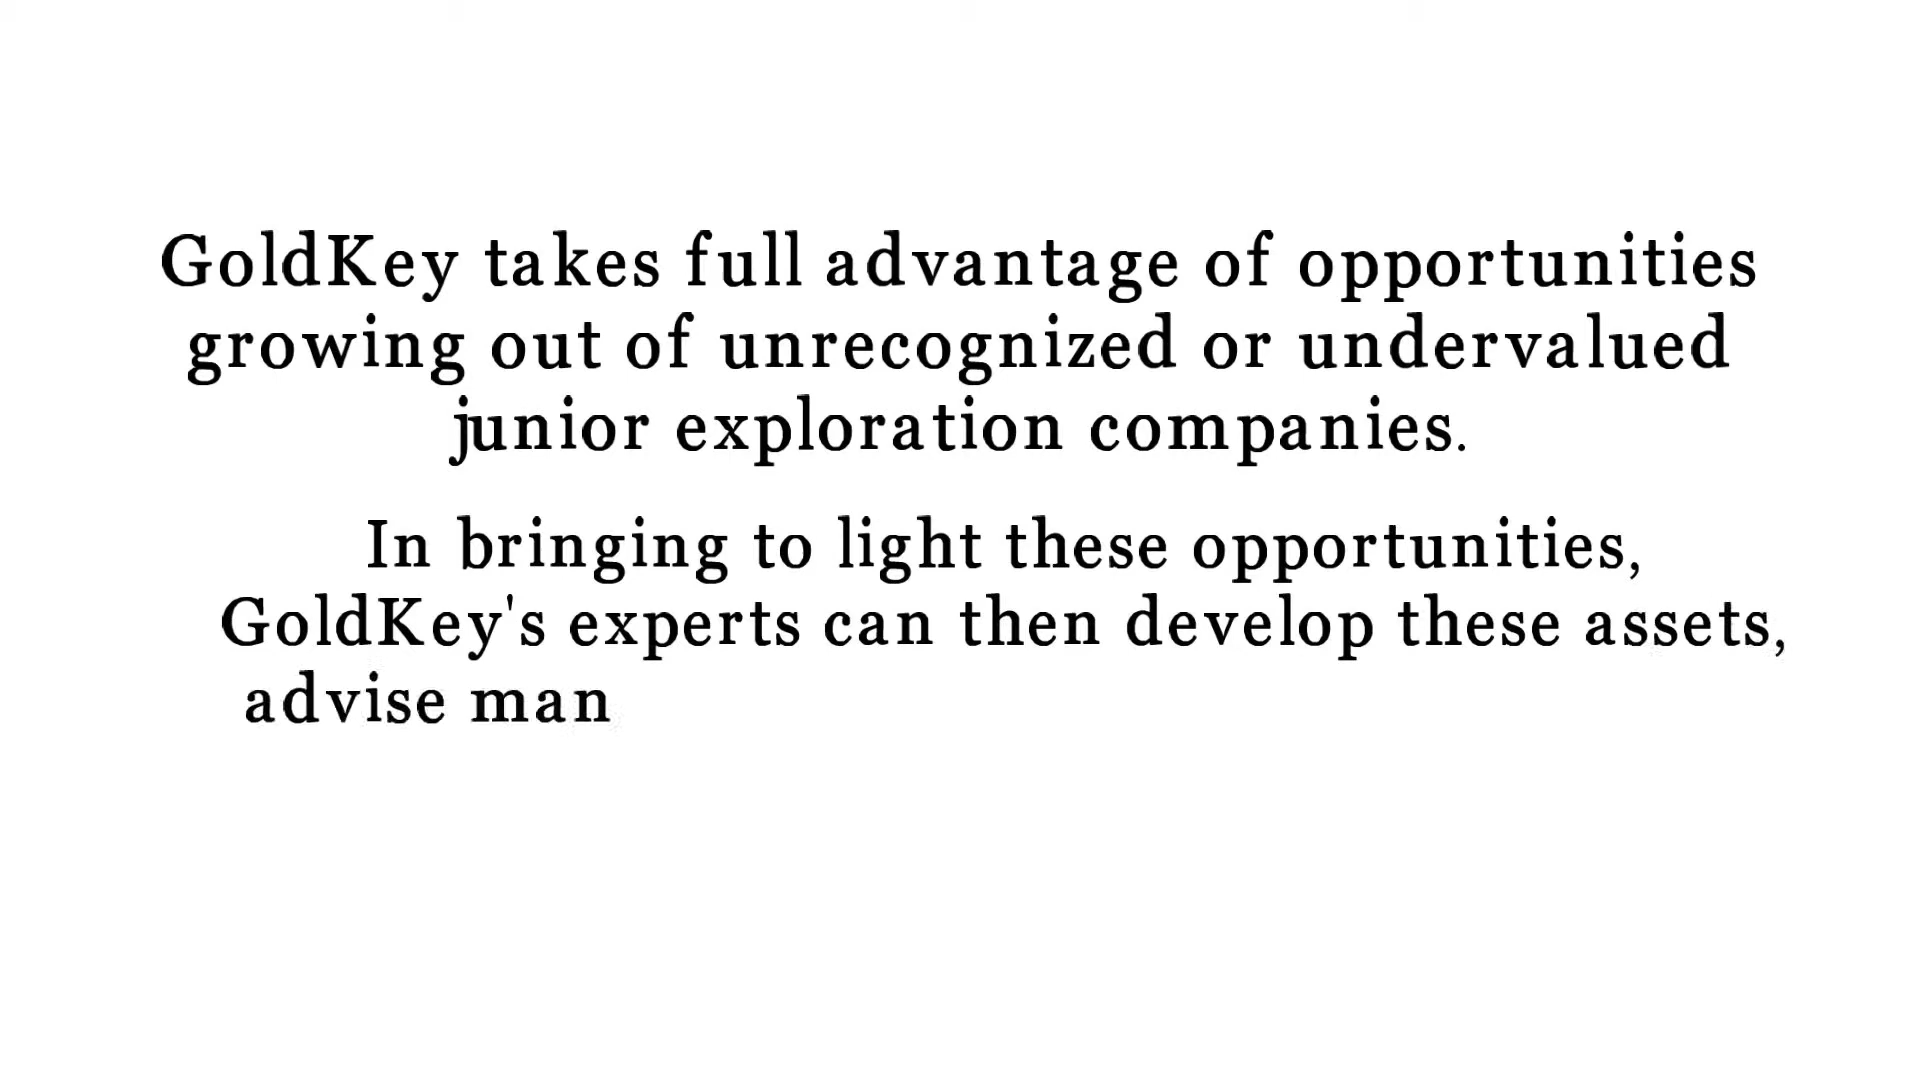 GoldKey takes full advantage of opportunities
growing out of unrecognized or undervalued
junior exploration companies.
In bringing to light these opportunities,
GoldKey's experts can then develop these assets,
advise man